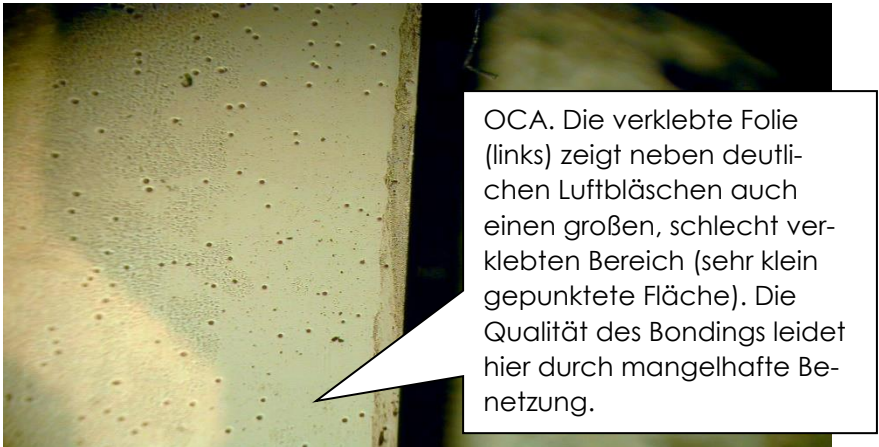 OCA. Die verklebte Folie
(links) zeigt neben deutli-
chen Luftbläschen auch
einen großen, schlecht ver-
klebten Bereich (sehr klein
gepunktete Fläche). Die
Qualität des Bondings leidet
hier durch mangelhafte Be-
netzung.